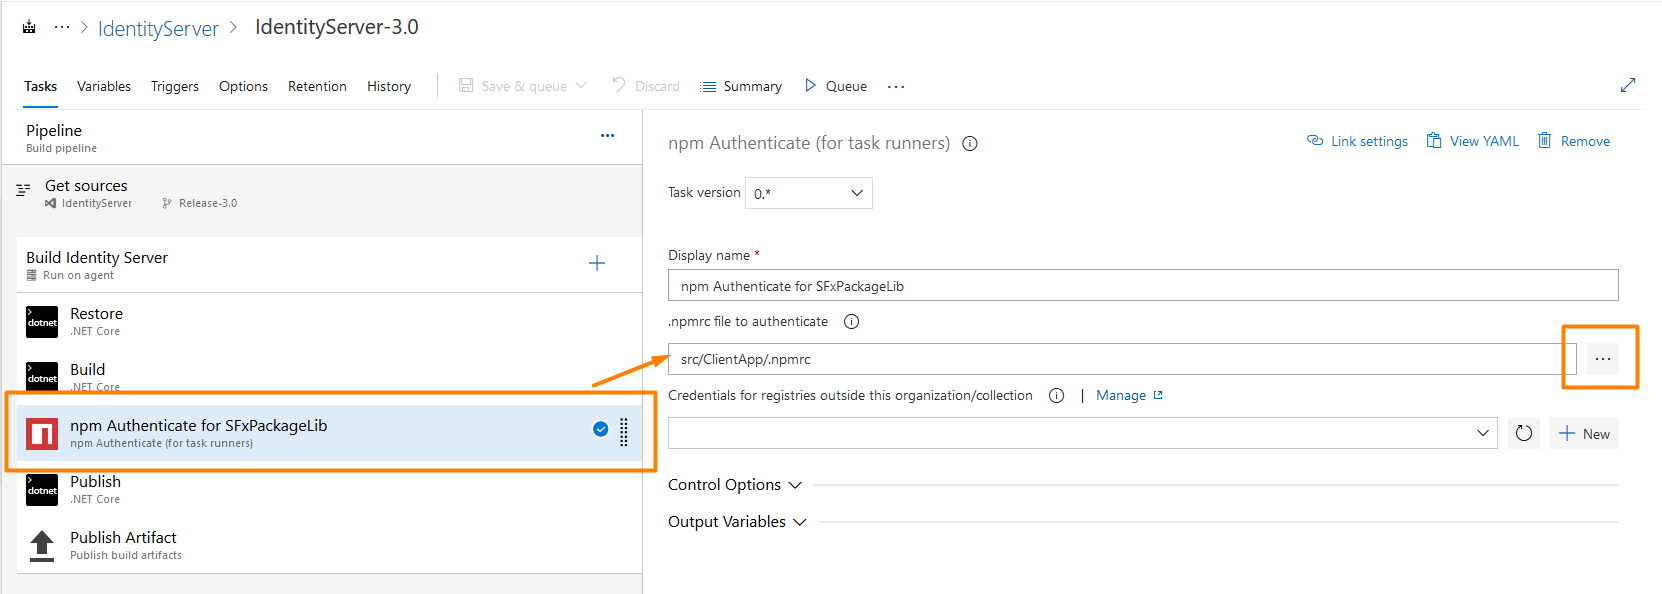 ··· > IdentityServer > IdentityServer-3.0
Tasks Variables Triggers Options Retention History Save & queue Discard Summary Queue ···
Pipeline
Build pipeline
Get sources
IdentityServer Release-3.0
Build Identity Server
Run on agent
dotnet
Restore
.NET Core
dotnet
Build
.NET Core
npm Authenticate for SFxPackageLib
npm Authenticate (for task runners)
dotnet
Publish
.NET Core
Publish Artifact
Publish build artifacts
npm Authenticate (for task runners)
Link settings View YAML Remove
Task version 0.*
Display name *
npm Authenticate for SFxPackageLib
.npmrc file to authenticate
src/ClientApp/.npmrc
Credentials for registries outside this organization/collection | Manage
New
Control Options
Output Variables